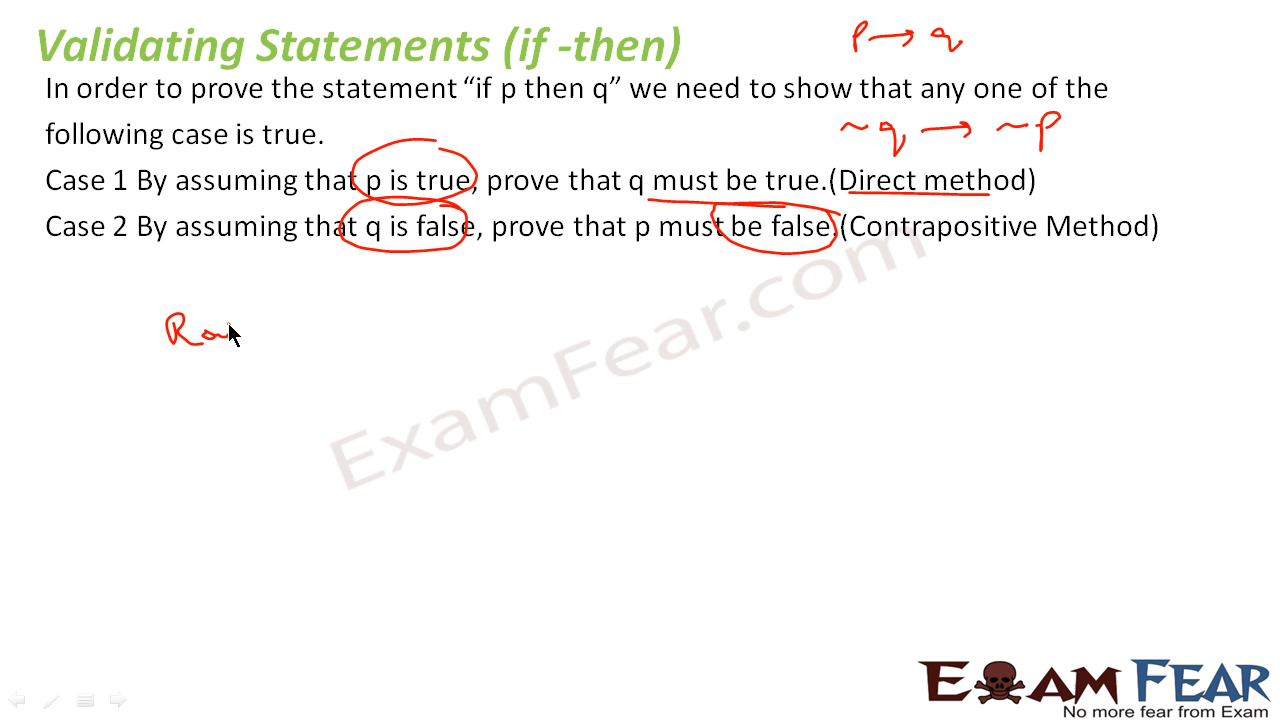 Validating Statements (if -then)
p → q
In order to prove the statement “if p then q” we need to show that any one of the
following case is true.
~ q → ~ p
Case 1 By assuming that p is true, prove that q must be true.(Direct method)
Case 2 By assuming that q is false, prove that p must be false.(Contrapositive Method)
ExamFear.com
EXAM FEAR
No more fear from Exam